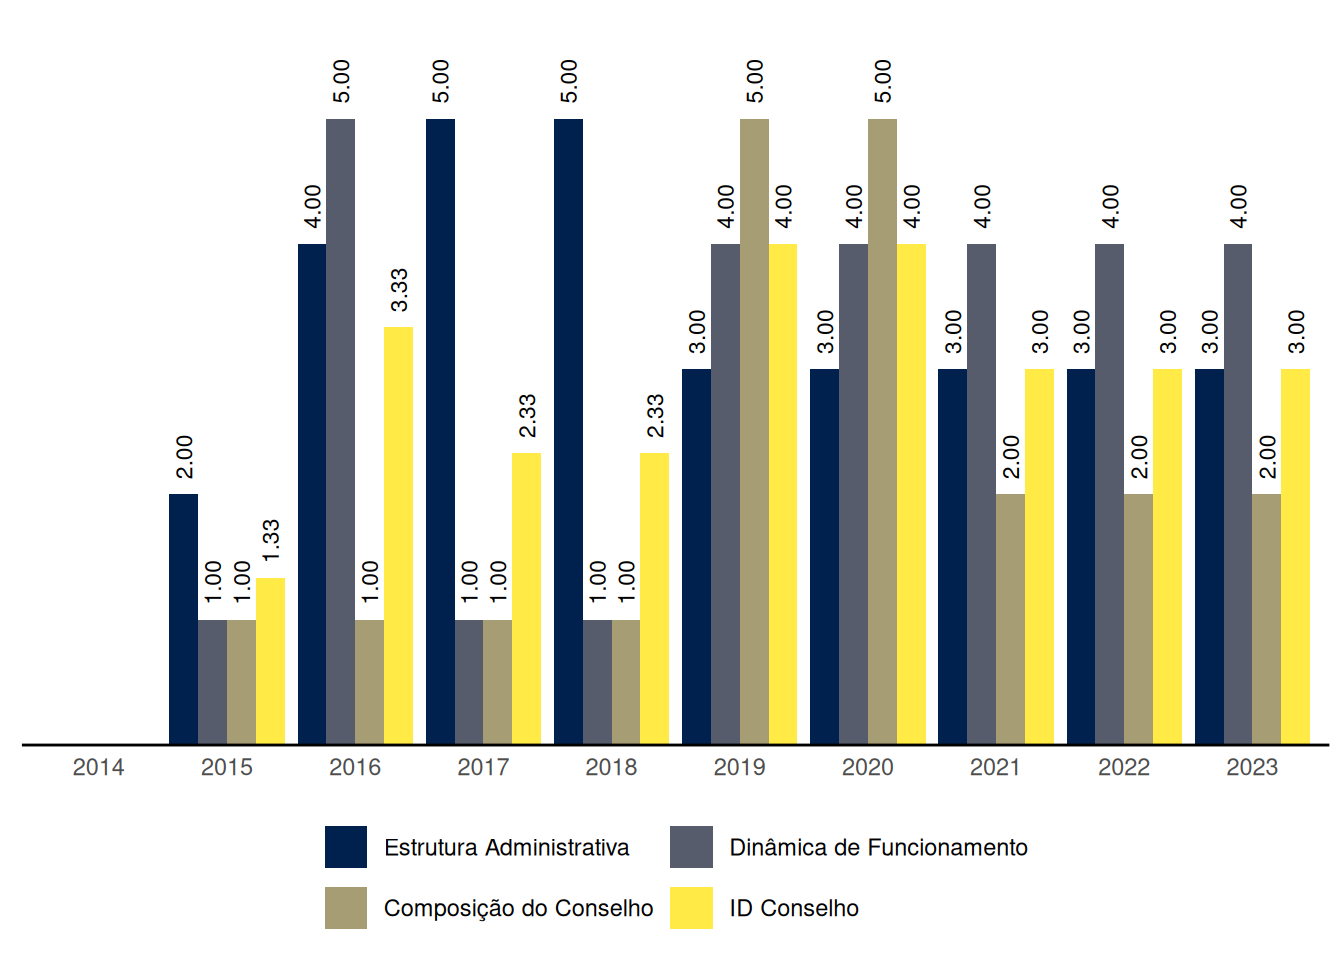 5.00 5.00 5.00 5.00 5.00
4.00 4.00 4.00 4.00 4.00 4.00 4.00 4.00
3.33
3.00 3.00 3.00 3.00 3.00 3.00 3.00 3.00
2.00 2.33 2.33 2.00 2.00 2.00
1.33
1.00 1.00 1.00 1.00 1.00 1.00 1.00
2014 2015 2016 2017 2018 2019 2020 2021 2022 2023
Estrutura Administrativa Dinâmica de Funcionamento
Composição do Conselho ID Conselho